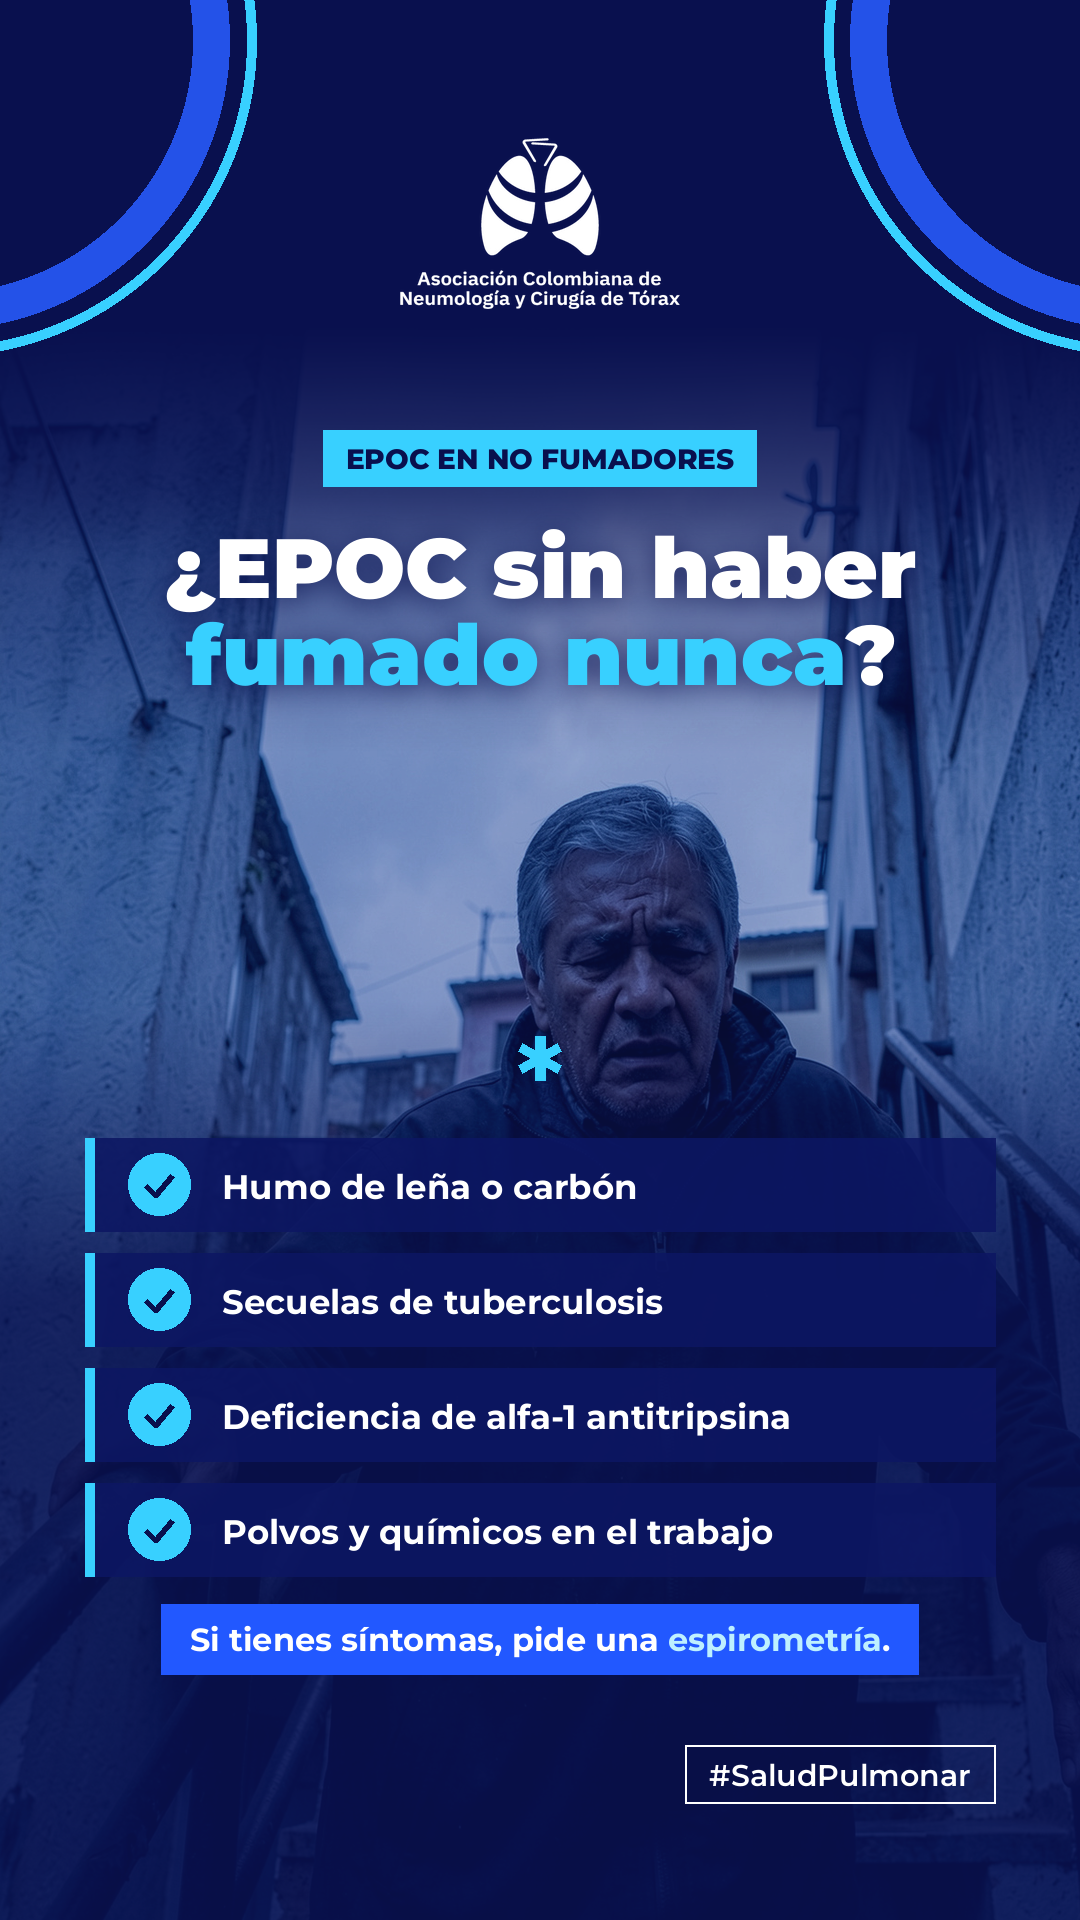 Asociación Colombiana de
Neumología y Cirugía de Tórax
EPOC EN NO FUMADORES
¿EPOC sin haber
fumado nunca?
Humo de leña o carbón
Secuelas de tuberculosis
Deficiencia de alfa-1 antitripsina
Polvos y químicos en el trabajo
Si tienes síntomas, pide una espirometría.
#SaludPulmonar